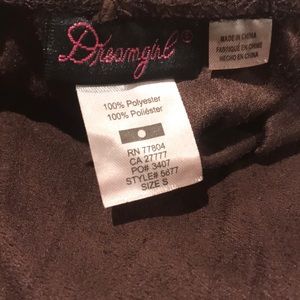 Dreamgirl®
MADE IN CHINA
FABRIQUÉ EN CHINE
HECHO EN CHINA
100% Polyester
100% Poliéster
RN 77804
CA 27777
PO# 3407
STYLE# 5877
SIZE S